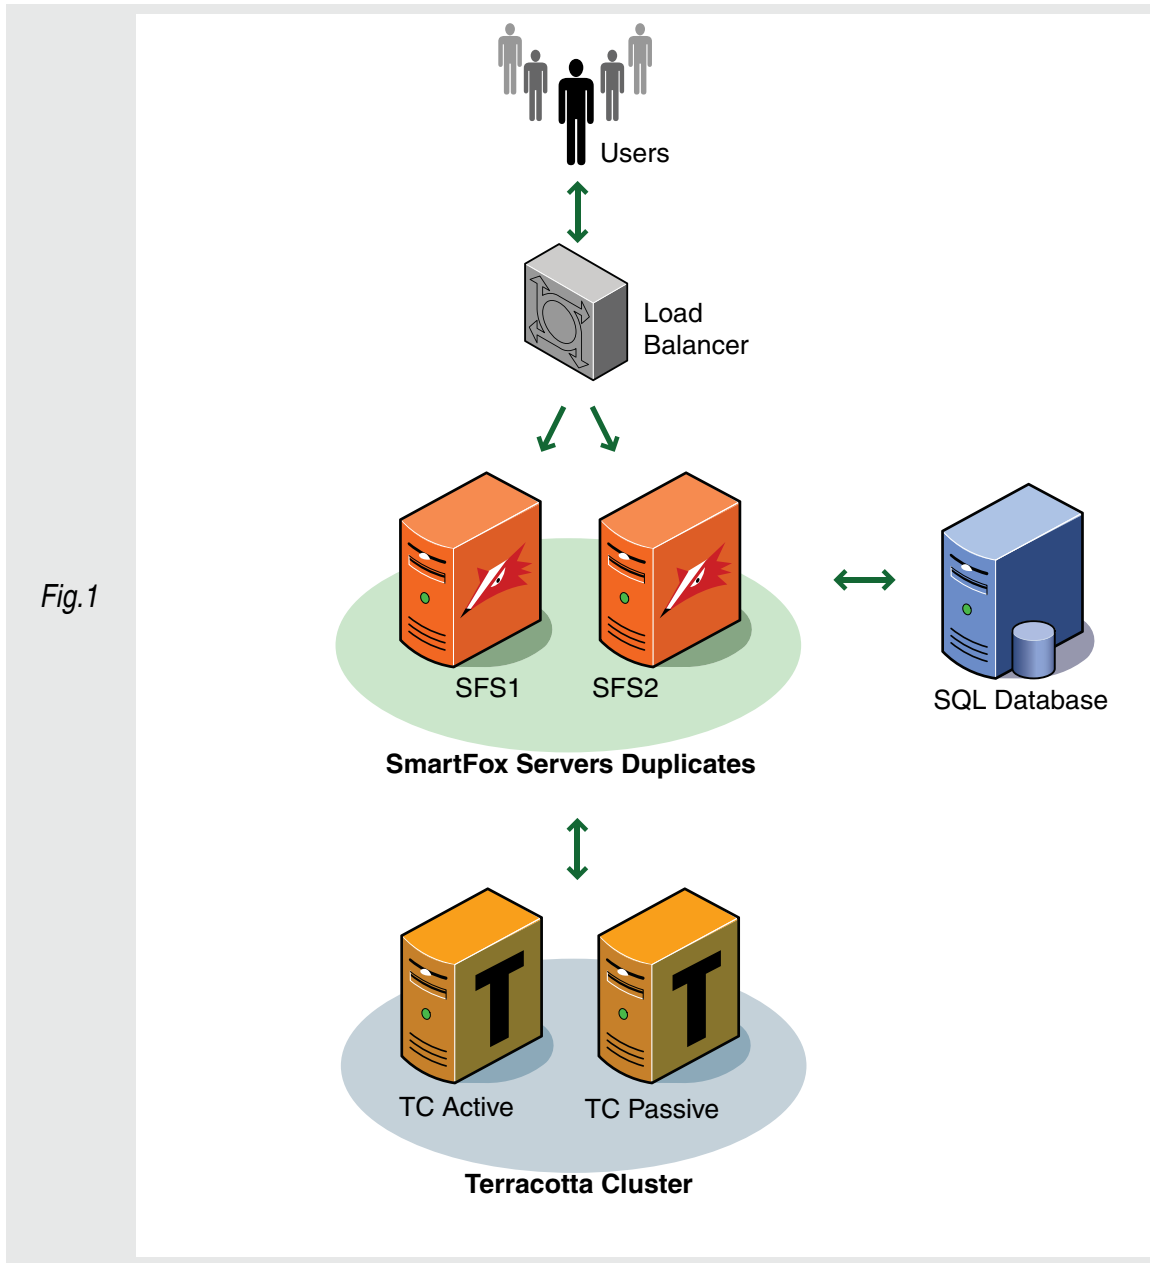 Users
Load
Balancer
Fig.1
SFS1
SFS2
SQL Database
SmartFox Servers Duplicates
T
T
TC Active
TC Passive
Terracotta Cluster